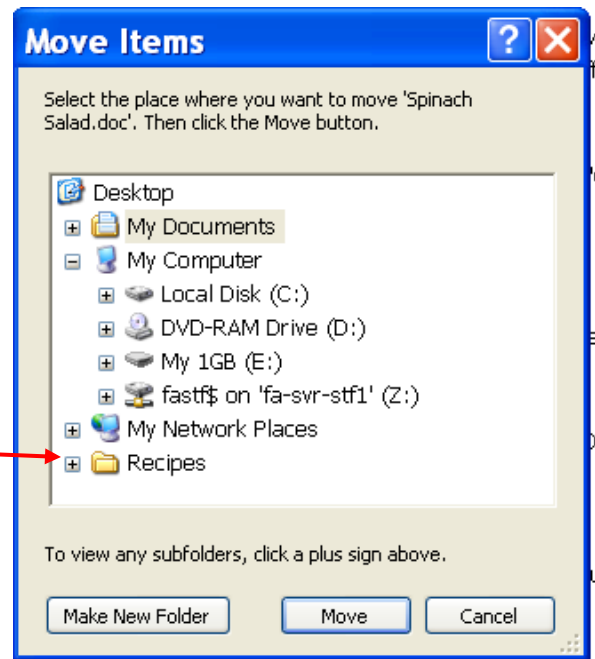 Move Items
Select the place where you want to move 'Spinach
Salad.doc'. Then click the Move button.
Desktop
My Documents
My Computer
Local Disk (C:)
DVD-RAM Drive (D:)
My 1GB (E:)
fastf$ on 'fa-svr-stf1' (Z:)
My Network Places
Recipes
To view any subfolders, click a plus sign above.
Make New Folder
Move
Cancel